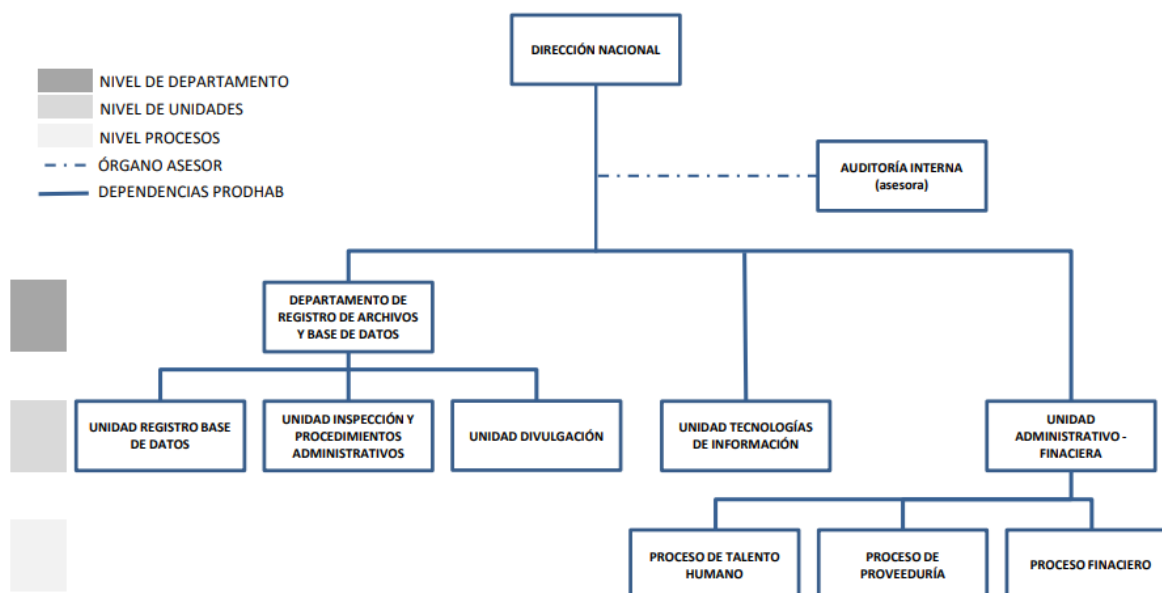 DIRECCIÓN NACIONAL
NIVEL DE DEPARTAMENTO
NIVEL DE UNIDADES
NIVEL PROCESOS
ÓRGANO ASESOR
DEPENDENCIAS PRODHAB
AUDITORÍA INTERNA
(asesora)
DEPARTAMENTO DE
REGISTRO DE ARCHIVOS
Y BASE DE DATOS
UNIDAD REGISTRO BASE
DE DATOS
UNIDAD INSPECCIÓN Y
PROCEDIMIENTOS
ADMINISTRATIVOS
UNIDAD DIVULGACIÓN
UNIDAD TECNOLOGÍAS
DE INFORMACIÓN
UNIDAD
ADMINISTRATIVO -
FINACIERA
PROCESO DE TALENTO
HUMANO
PROCESO DE
PROVEEDURÍA
PROCESO FINACIERO